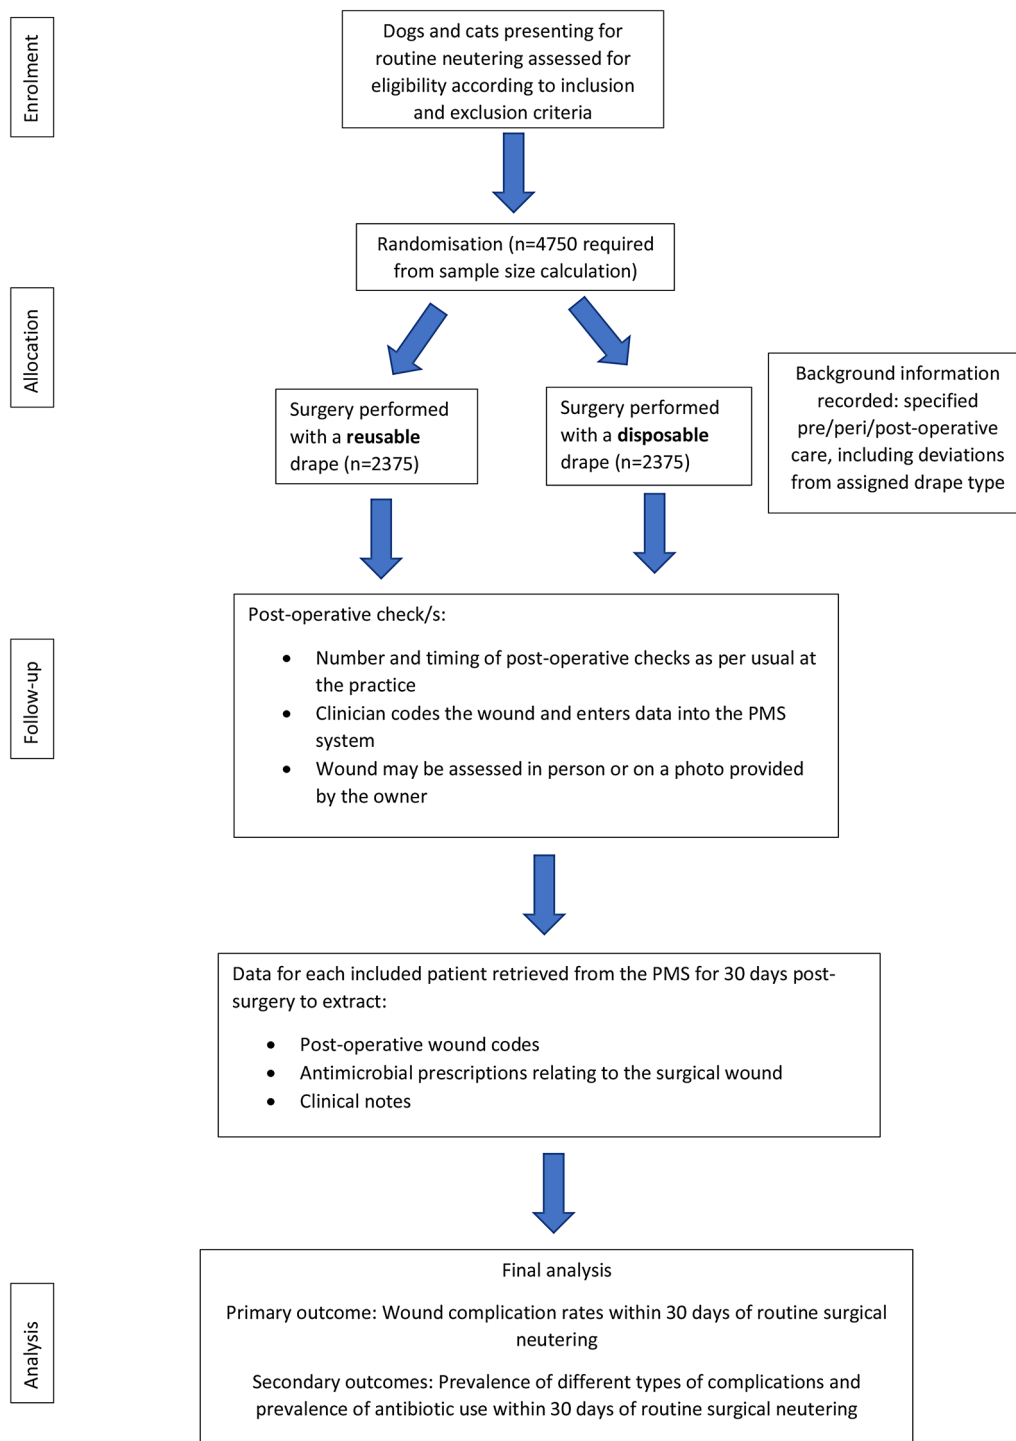 Enrolment
Dogs and cats presenting for
routine neutering assessed for
eligibility according to inclusion
and exclusion criteria
Randomisation (n=4750 required
from sample size calculation)
Allocation
Surgery performed
with a reusable
drape (n=2375)
Surgery performed
with a disposable
drape (n=2375)
Background information
recorded: specified
pre/peri/post-operative
care, including deviations
from assigned drape type
Follow-up
Post-operative check/s:
• Number and timing of post-operative checks as per usual at
the practice
• Clinician codes the wound and enters data into the PMS
system
• Wound may be assessed in person or on a photo provided
by the owner
Data for each included patient retrieved from the PMS for 30 days post-
surgery to extract:
• Post-operative wound codes
• Antimicrobial prescriptions relating to the surgical wound
• Clinical notes
Analysis
Final analysis
Primary outcome: Wound complication rates within 30 days of routine surgical
neutering
Secondary outcomes: Prevalence of different types of complications and
prevalence of antibiotic use within 30 days of routine surgical neutering